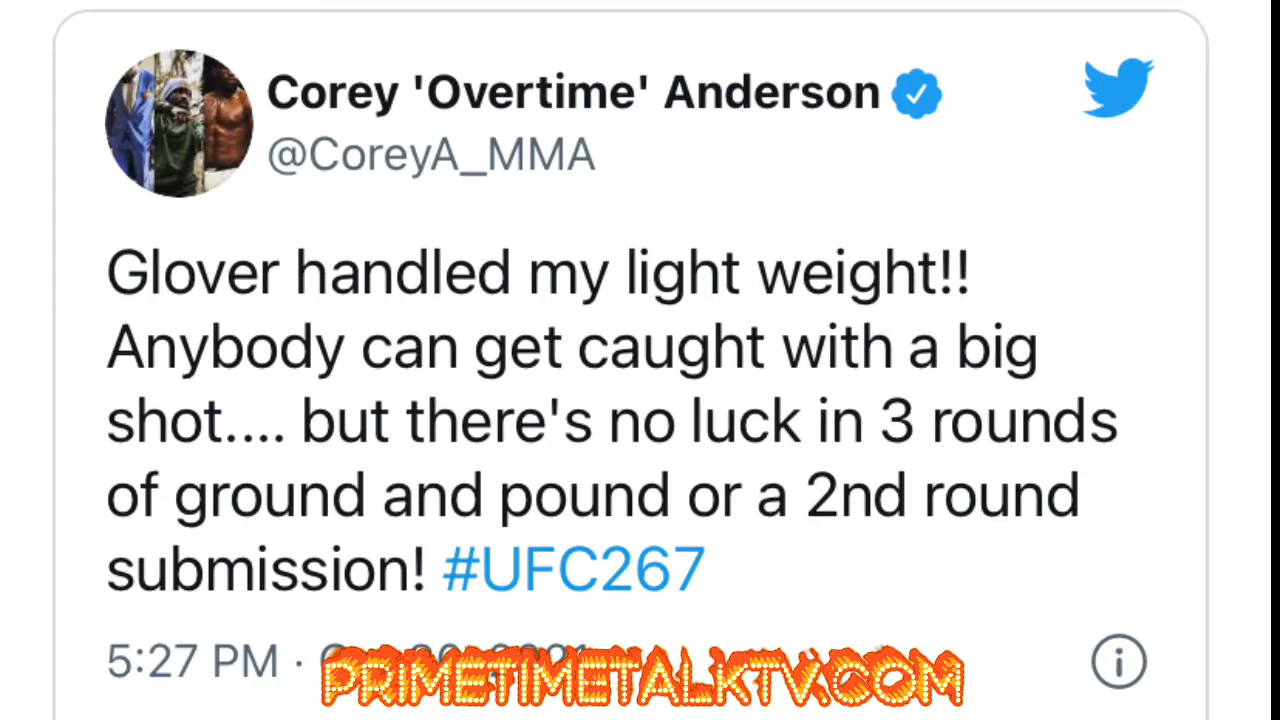 Corey 'Overtime' Anderson
@CoreyA_MMA
Glover handled my light weight!!
Anybody can get caught with a big
shot.... but there's no luck in 3 rounds
of ground and pound or a 2nd round
submission! #UFC267
5:27 PM ·
PRIMETIMETALKTV.COM